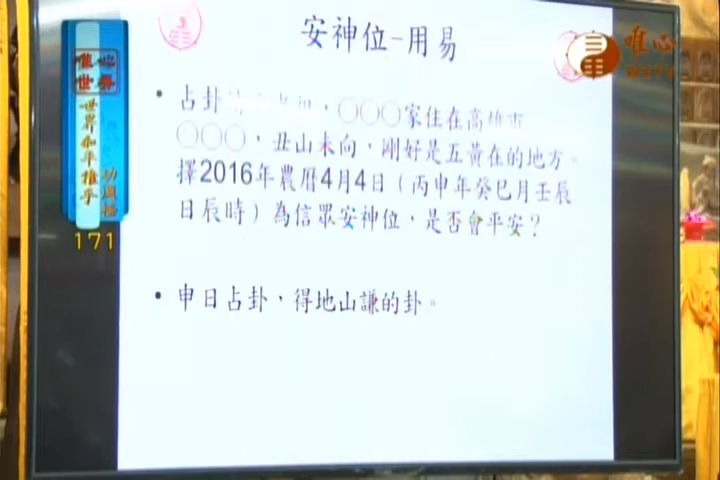 安神位-用易
唯心
• 占卦，○○○家住在高雄市
○○○，丑山未向，剛好是五黃在的地方。
擇2016年農曆4月4日（丙申年癸巳月壬辰
日辰時）為信眾安神位，是否會平安？
• 申日占卦，得地山謙的卦。
世界和平推手
171